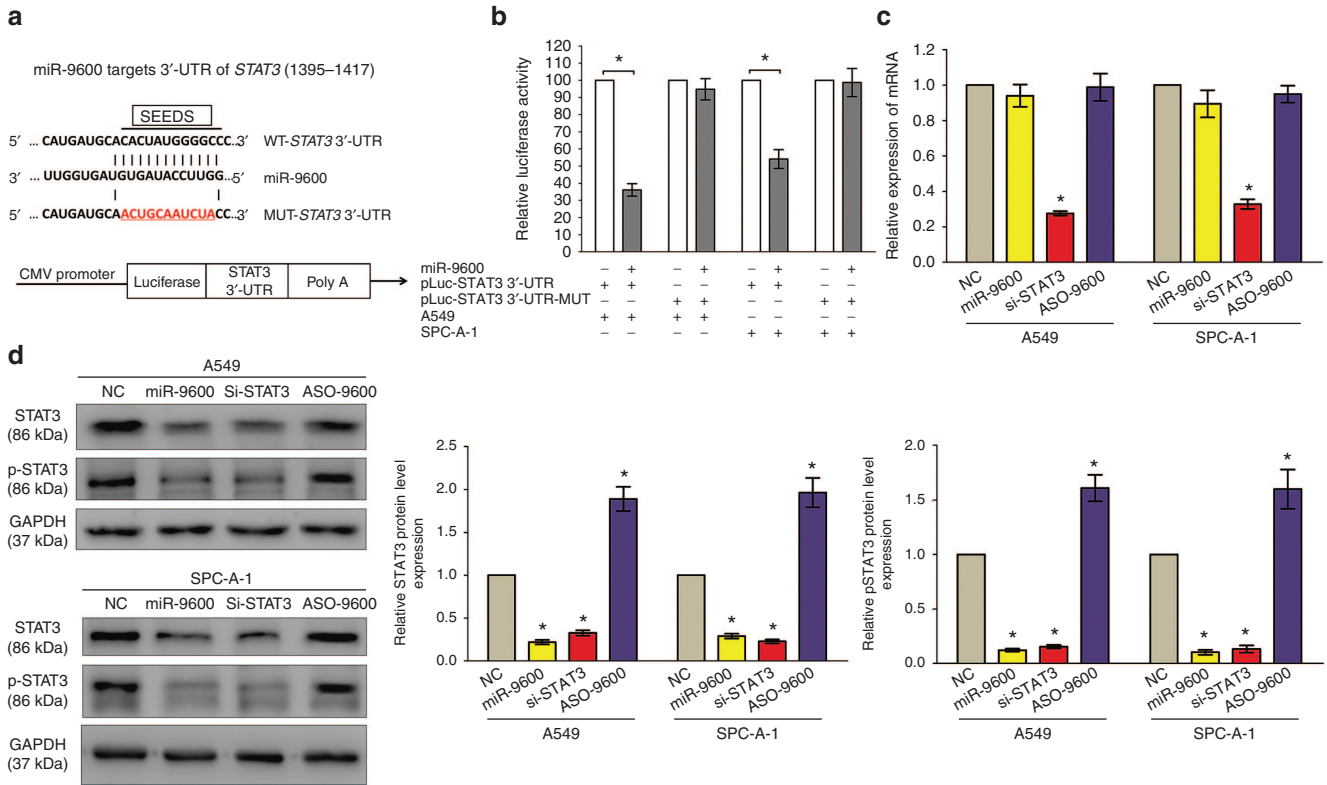 a
miR-9600 targets 3′-UTR of STAT3 (1395–1417)
SEEDS
5′ ... CAUGAUGCACACUAUGGGGCCC...3′ WT-STAT3 3′-UTR
3′ ... UUGGUGAUGUGAUACCUUGG...5′ miR-9600
5′ ... CAUGAUGCAACUGCAAUCUACC...3′ MUT-STAT3 3′-UTR
CMV promoter
Luciferase
STAT3
3′-UTR
Poly A
b
Relative luciferase activity
120
110
100
90
80
70
60
50
40
30
20
10
0
* *
miR-9600 – + – + – + – +
pLuc-STAT3 3′-UTR + + – – + + – –
pLuc-STAT3 3′-UTR-MUT – – + + – – + +
A549 + + + + – – – –
SPC-A-1 – – – – + + + +
c
Relative expression of mRNA
1.2
1.0
0.8
0.6
0.4
0.2
0.0
* *
NC miR-9600 si-STAT3 ASO-9600 NC miR-9600 si-STAT3 ASO-9600
A549 SPC-A-1
d
A549
NC miR-9600 Si-STAT3 ASO-9600
STAT3
(86 kDa)
p-STAT3
(86 kDa)
GAPDH
(37 kDa)
SPC-A-1
NC miR-9600 Si-STAT3 ASO-9600
STAT3
(86 kDa)
p-STAT3
(86 kDa)
GAPDH
(37 kDa)
Relative STAT3 protein level
expression
2.5
2.0
1.5
1.0
0.5
0.0
* * * * * *
NC miR-9600 si-STAT3 ASO-9600 NC miR-9600 si-STAT3 ASO-9600
A549 SPC-A-1
Relative pSTAT3 protein level
expression
2.0
1.5
1.0
0.5
0.0
* * * * * *
NC miR-9600 si-STAT3 ASO-9600 NC miR-9600 si-STAT3 ASO-9600
A549 SPC-A-1